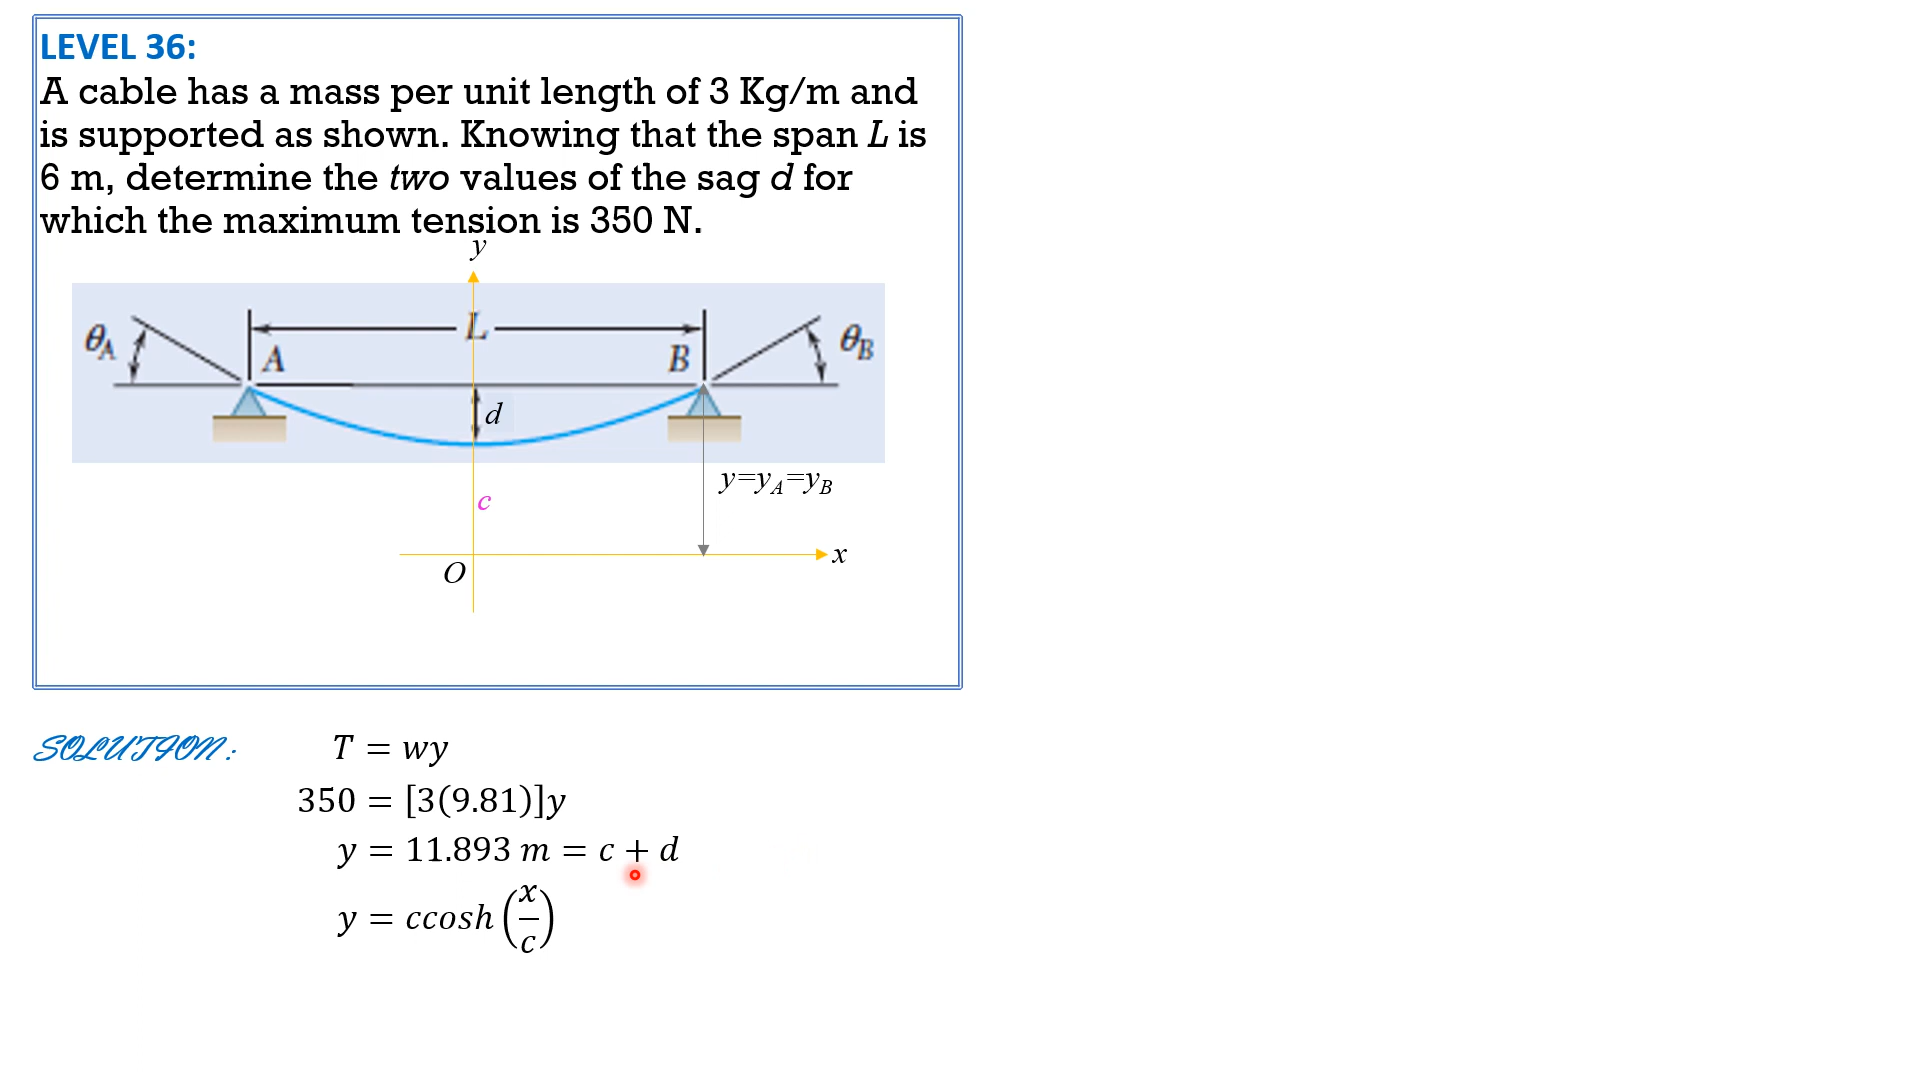 LEVEL 36:
A cable has a mass per unit length of 3 Kg/m and
is supported as shown. Knowing that the span L is
6 m, determine the two values of the sag d for
which the maximum tension is 350 N.
y
L
θA
A
B
θB
d
y=yA=yB
c
x
O
SOLUTION:
T = wy
350 = [3(9.81)]y
y = 11.893 m = c + d
y = ccosh(x/c)